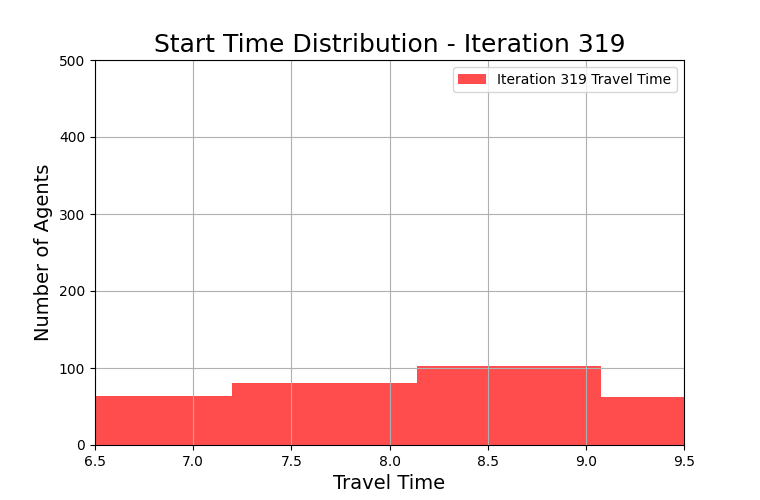 Start Time Distribution - Iteration 319
Iteration 319 Travel Time
Number of Agents
500
400
300
200
100
0
6.5 7.0 7.5 8.0 8.5 9.0 9.5
Travel Time